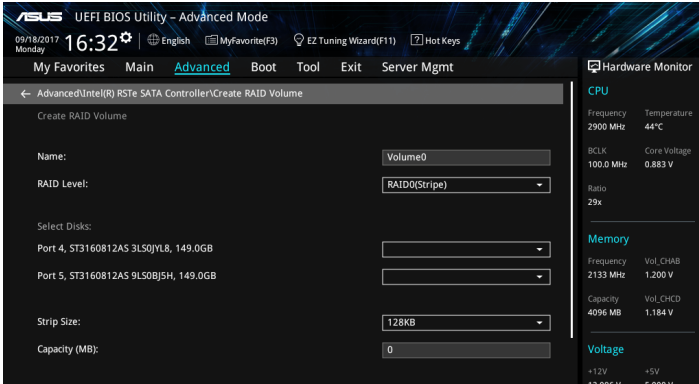 ASUS UEFI BIOS Utility – Advanced Mode
09/18/2017 Monday 16:32 English MyFavorite(F3) EZ Tuning Wizard(F11) ? Hot Keys
My Favorites Main Advanced Boot Tool Exit Server Mgmt
Hardware Monitor
← Advanced\Intel(R) RSTe SATA Controller\Create RAID Volume
Create RAID Volume
Name: Volume0
RAID Level: RAID0(Stripe)
Select Disks:
Port 4, ST3160812AS 3LS0JYL8, 149.0GB
Port 5, ST3160812AS 9LS0BJ5H, 149.0GB
Strip Size: 128KB
Capacity (MB): 0
CPU
Frequency Temperature
2900 MHz 44°C
BCLK Core Voltage
100.0 MHz 0.883 V
Ratio
29x
Memory
Frequency Vol_CHAB
2133 MHz 1.200 V
Capacity Vol_CHCD
4096 MB 1.184 V
Voltage
+12V +5V